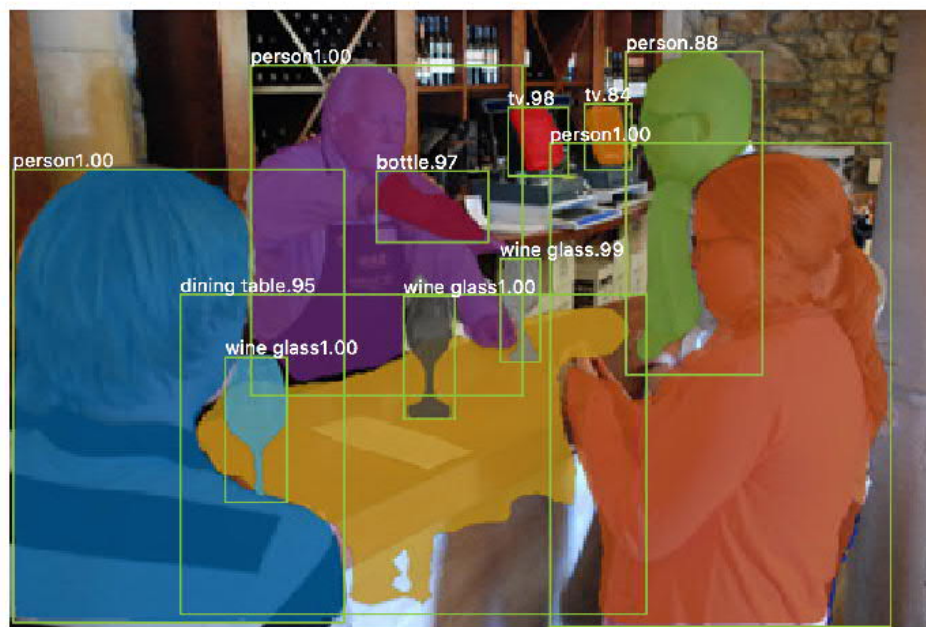 person1.00
person.88
tv.98
tv.84
person1.00
bottle.97
person1.00
wine glass.99
dining table.95
wine glass1.00
wine glass1.00